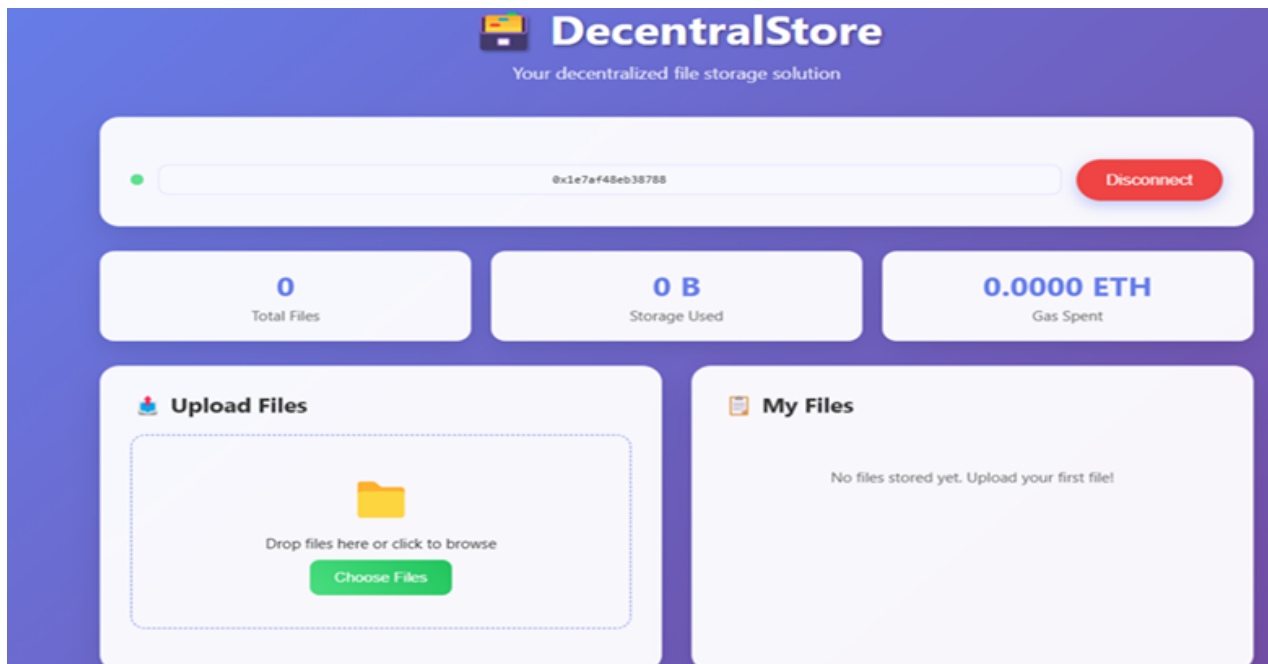 DecentralStore
Your decentralized file storage solution
0x1e7af48eb38788
Disconnect
0
Total Files
0 B
Storage Used
0.0000 ETH
Gas Spent
Upload Files
Drop files here or click to browse
Choose Files
My Files
No files stored yet. Upload your first file!